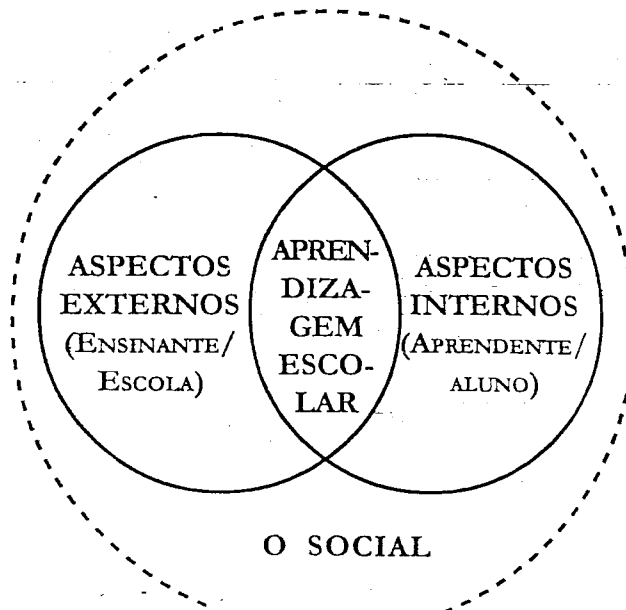 ASPECTOS
EXTERNOS
(ENSINANTE/
ESCOLA)
APREN-
DIZA-
GEM
ESCO-
LAR
ASPECTOS
INTERNOS
(APRENDENTE/
ALUNO)
O SOCIAL